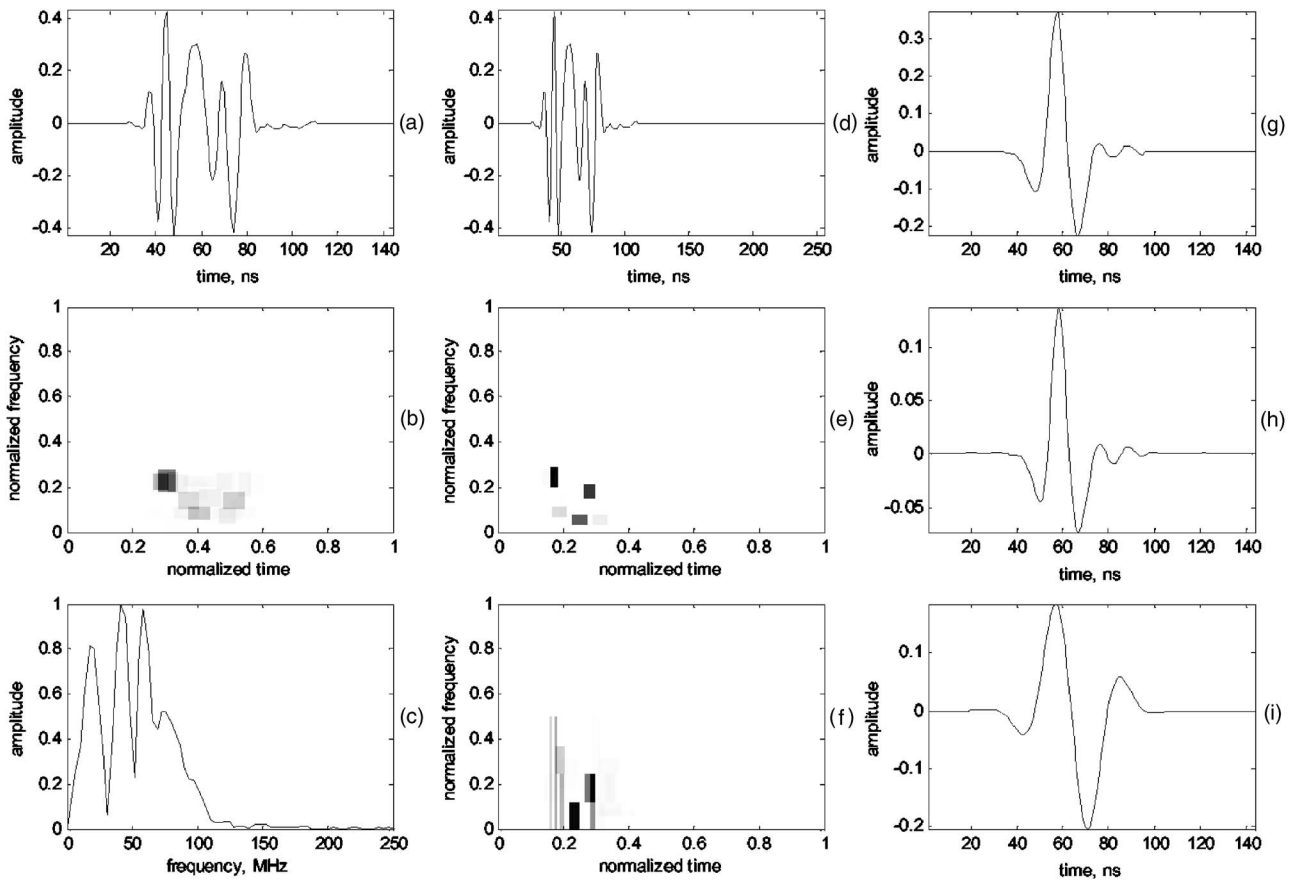 0.4
0.2
0
-0.2
-0.4
amplitude
20 40 60 80 100 120 140
time, ns
(a)
0.4
0.2
0
-0.2
-0.4
amplitude
50 100 150 200 250
time, ns
(d)
0.3
0.2
0.1
0
-0.1
-0.2
amplitude
20 40 60 80 100 120 140
time, ns
(g)
1
0.8
0.6
0.4
0.2
0
normalized frequency
0 0.2 0.4 0.6 0.8 1
normalized time
(b)
1
0.8
0.6
0.4
0.2
0
normalized frequency
0 0.2 0.4 0.6 0.8 1
normalized time
(e)
0.1
0.05
0
-0.05
amplitude
20 40 60 80 100 120 140
time, ns
(h)
1
0.8
0.6
0.4
0.2
0
amplitude
0 50 100 150 200 250
frequency, MHz
(c)
1
0.8
0.6
0.4
0.2
0
normalized frequency
0 0.2 0.4 0.6 0.8 1
normalized time
(f)
0.1
0
-0.1
-0.2
amplitude
20 40 60 80 100 120 140
time, ns
(i)